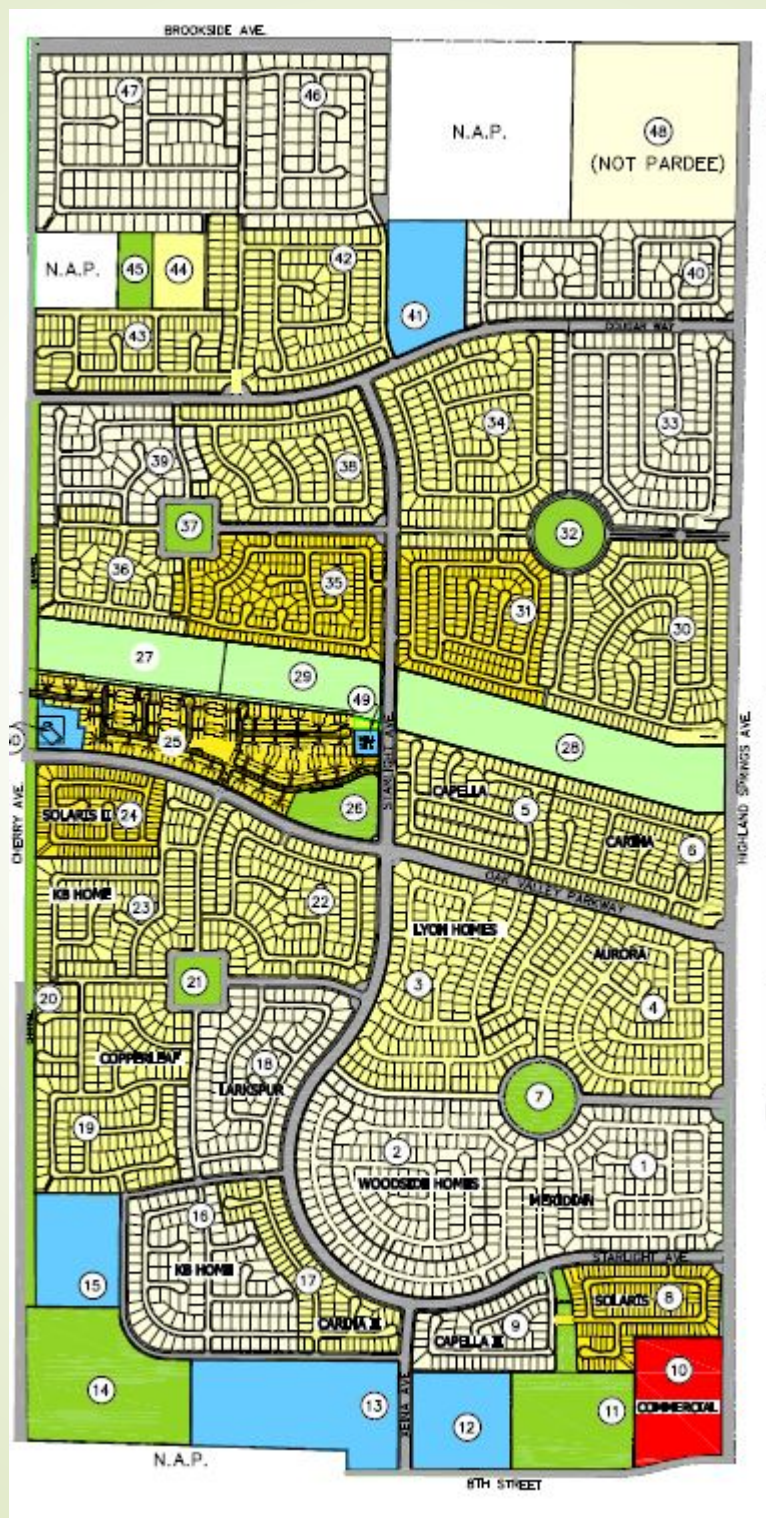 BROOKSIDE AVE.
47
46
N.A.P.
48
(NOT PARDEE)
N.A.P.
45
44
42
41
40
43
COUGAR WAY
39
38
34
33
37
32
36
35
31
30
27
29
49
28
25
26
STARLIGHT AVE.
HIGHLAND SPRINGS AVE.
CHERRY AVE.
SOLARIS II
24
CAPELLA
5
CARINA
6
OAK VALLEY PARKWAY
KB HOME
23
22
LYON HOMES
3
AURORA
4
20
21
COPPERLEAF
18
LARKSPUR
19
7
2
WOODSIDE HOMES
1
MERIDIAN
16
KB HOME
17
CARINA II
STARLIGHT AVE.
SOLARIS
8
CAPELLA II
9
15
14
13
12
11
10
COMMERCIAL
N.A.P.
8TH STREET